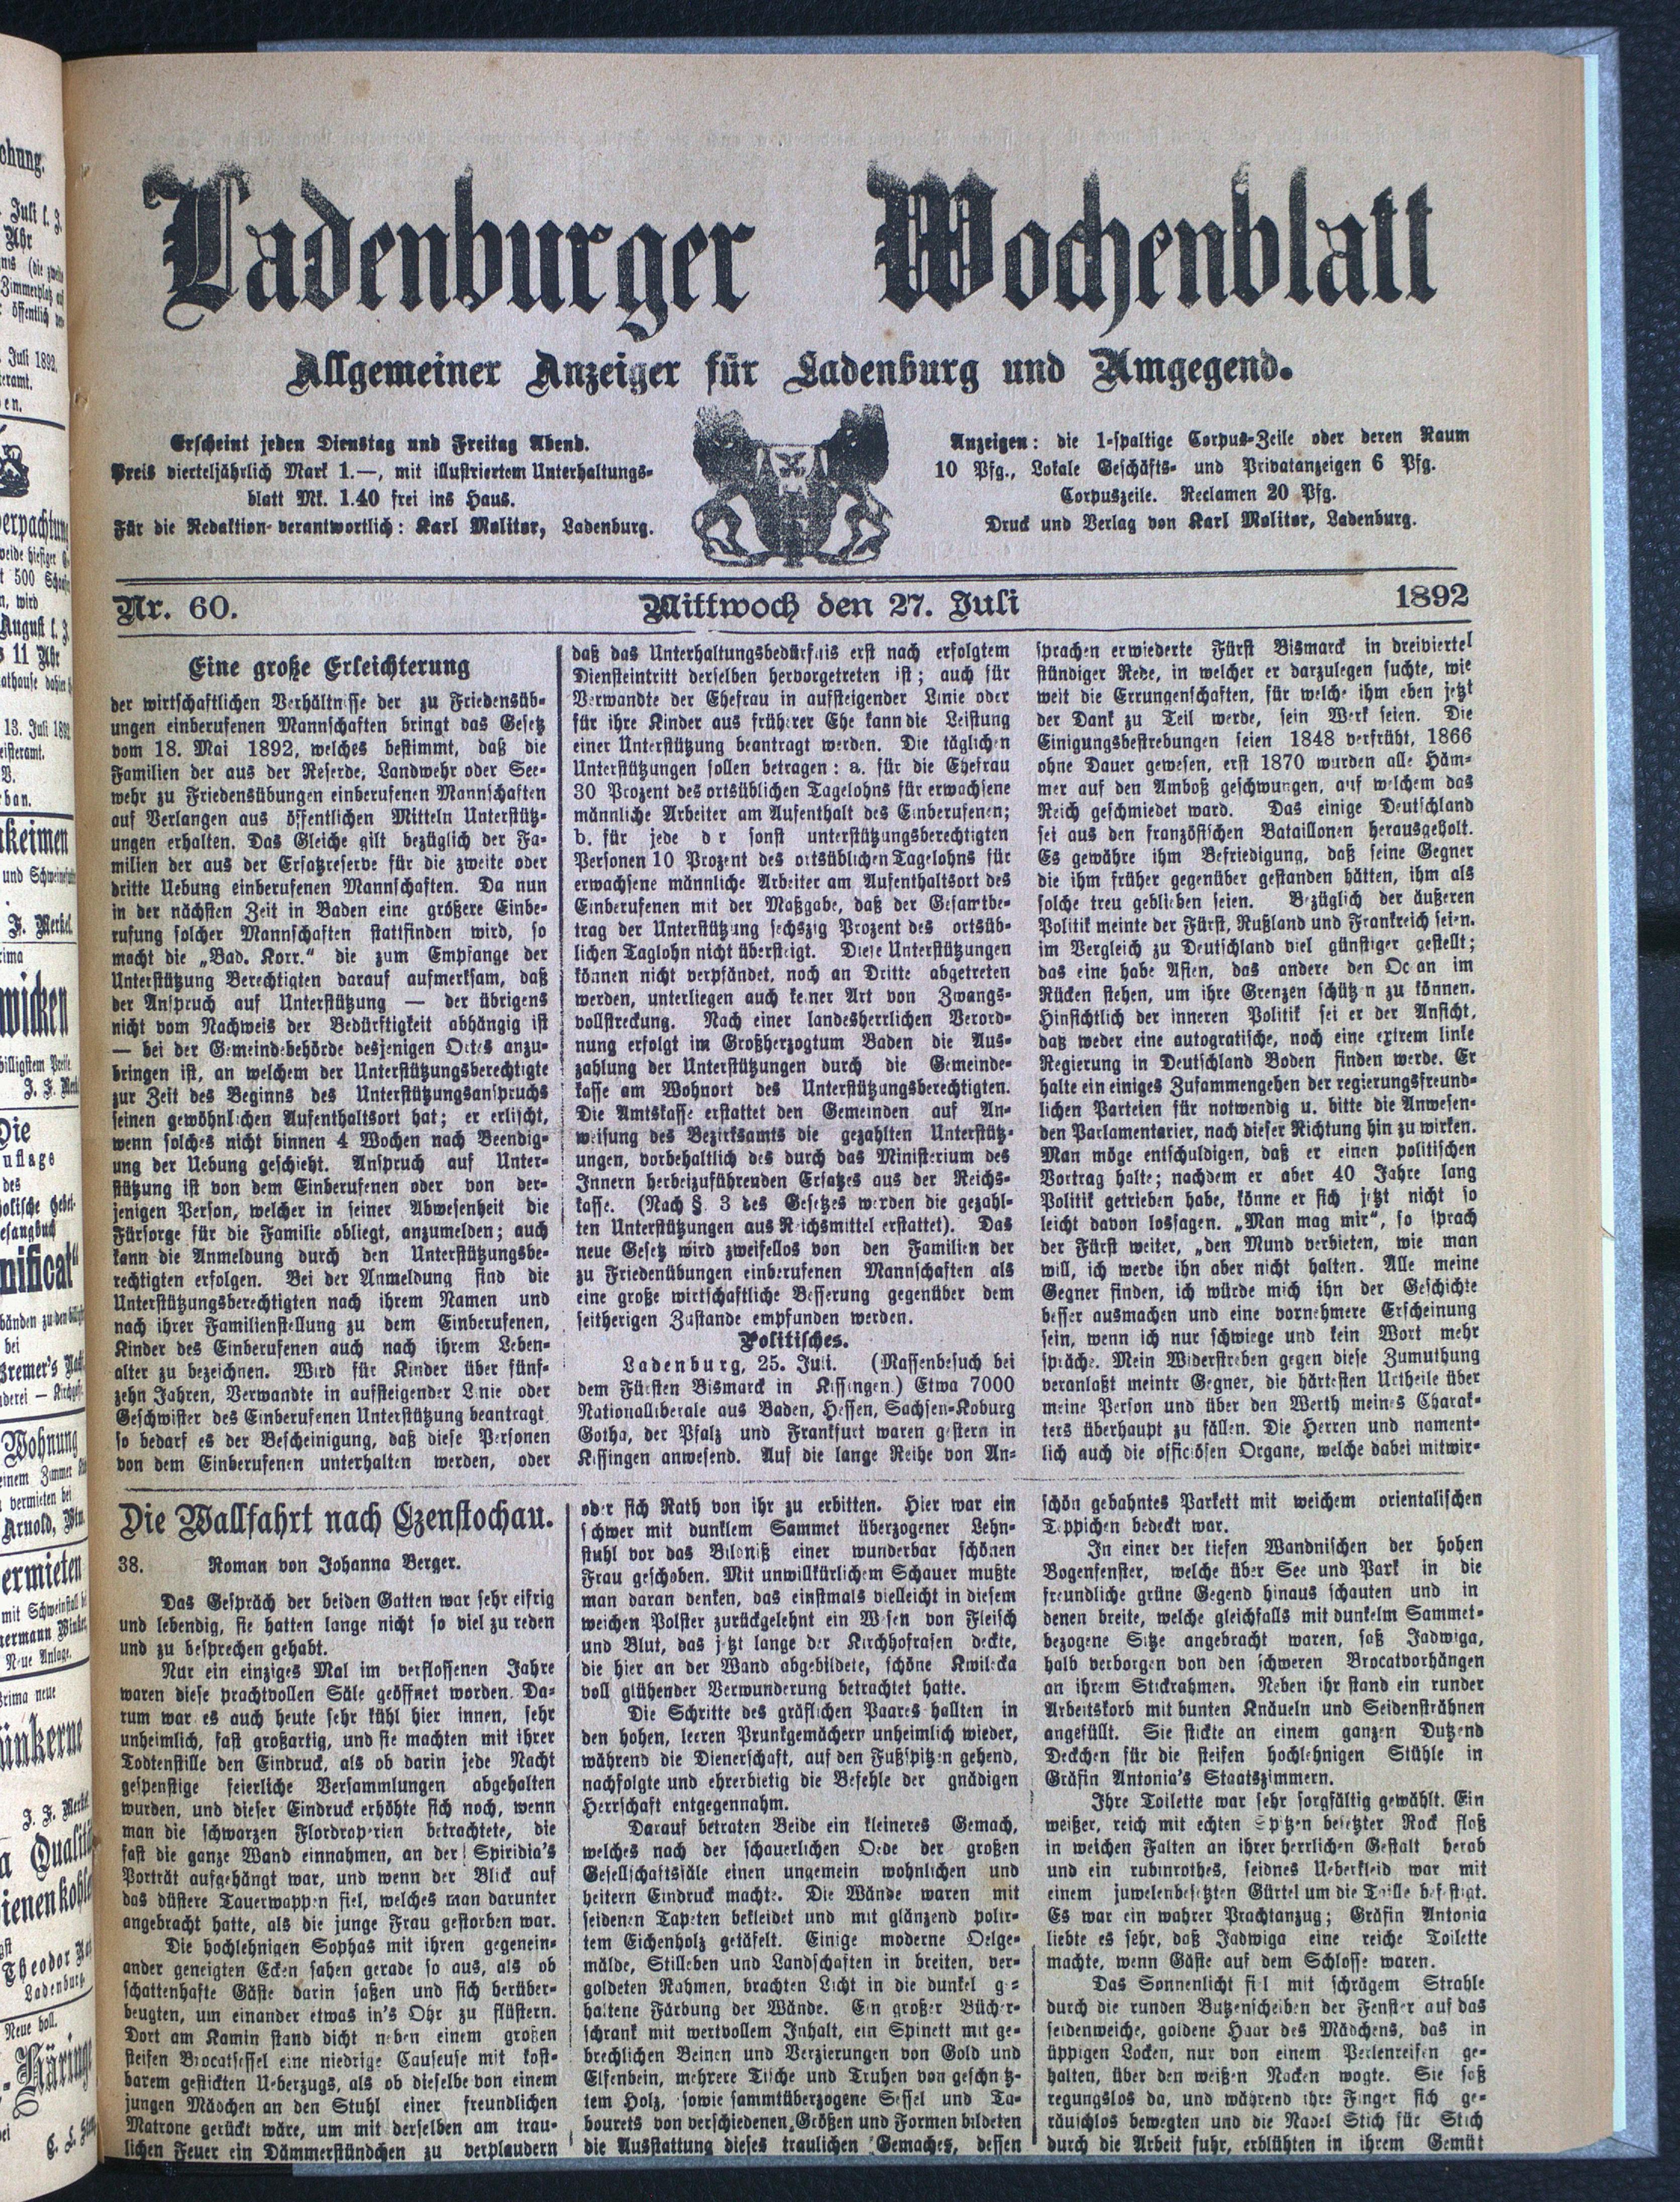 Ladenburger Wochenblatt
Allgemeiner Anzeiger für Ladenburg und Umgegend.
Erscheint jeden Dienstag und Freitag Abend.
Preis vierteljährlich Mark 1.—, mit illustriertem Unterhaltungs-
blatt Mk. 1.40 frei ins Haus.
Für die Redaktion verantwortlich: Karl Molitor, Ladenburg.
Anzeigen: die 1-spaltige Corpus-Zeile oder deren Raum
10 Pfg., Lokale Geschäfts- und Privatanzeigen 6 Pfg.
Corpuszeile. Reclamen 20 Pfg.
Druck und Verlag von Karl Molitor, Ladenburg.
Nr. 60.
Mittwoch den 27. Juli
1892
Eine große Erleichterung
der wirtschaftlichen Verhältnisse der zu Friedensüb-
ungen einberufenen Mannschaften bringt das Gesetz
vom 18. Mai 1892, welches bestimmt, daß die
Familien der aus der Reserde, Landwehr oder See-
wehr zu Friedensübungen einberufenen Mannschaften
auf Verlangen aus öffentlichen Mitteln Unterstütz-
ungen erhalten. Das Gleiche gilt bezüglich der Fa-
milien der aus der Ersatzreserve für die zweite oder
dritte Uebung einberufenen Mannschaften. Da nun
in der nächsten Zeit in Baden eine größere Einbe-
rufung solcher Mannschaften stattfinden wird, so
macht die „Bad. Korr.“ die zum Empfange der
Unterstützung Berechtigten darauf aufmerksam, daß
der Anspruch auf Unterstützung — der übrigens
nicht vom Nachweis der Bedürftigkeit abhängig ist
— bei der Gemeindebehörde desjenigen Ortes anzu-
bringen ist, an welchem der Unterstützungsberechtigte
zur Zeit des Beginns des Unterstützungsanspruchs
seinen gewöhnlichen Aufenthaltsort hat; er erlischt,
wenn solches nicht binnen 4 Wochen nach Beendig-
ung der Uebung geschieht. Anspruch auf Unter-
stützung ist von dem Einberufenen oder von der-
jenigen Person, welcher in seiner Abwesenheit die
Fürsorge für die Familie obliegt, anzumelden; auch
kann die Anmeldung durch den Unterstützungsbe-
rechtigten erfolgen. Bei der Anmeldung sind die
Unterstützungsberechtigten nach ihrem Namen und
nach ihrer Familienstellung zu dem Einberufenen,
Kinder des Einberufenen auch nach ihrem Leben-
alter zu bezeichnen. Wird für Kinder über fünf-
zehn Jahren, Verwandte in aufsteigender Linie oder
Geschwister des Einberufenen Unterstützung beantragt
so bedarf es der Bescheinigung, daß diese Personen
von dem Einberufenen unterhalten werden, oder
daß das Unterhaltungsbedürfnis erst nach erfolgtem
Diensteintritt derselben hervorgetreten ist; auch für
Verwandte der Ehefrau in aufsteigender Linie oder
für ihre Kinder aus früherer Ehe kann die Leistung
einer Unterstützung beantragt werden. Die täglichen
Unterstützungen sollen betragen: a. für die Ehefrau
30 Prozent des ortsüblichen Tagelohns für erwachsene
männliche Arbeiter am Aufenthalt des Einberufenen;
b. für jede d r sonst unterstützungsberechtigten
Personen 10 Prozent des ortsüblichen Tagelohns für
erwachsene männliche Arbeiter am Aufenthaltsort des
Einberufenen mit der Maßgabe, daß der Gesamtbe-
trag der Unterstützung sechszig Prozent des ortsüb-
lichen Taglohn nicht übersteigt. Diese Unterstützungen
können nicht verpfändet, noch an Dritte abgetreten
werden, unterliegen auch keiner Art von Zwangs-
vollstreckung. Nach einer landesherrlichen Verord-
nung erfolgt im Großherzogtum Baden die Aus-
zahlung der Unterstützungen durch die Gemeinde-
kasse am Wohnort des Unterstützungsberechtigten.
Die Amtskasse erstattet den Gemeinden auf An-
weisung des Bezirksamts die gezahlten Unterstütz-
ungen, vorbehaltlich des durch das Ministerium des
Innern herbeizuführenden Ersatzes aus der Reichs-
kasse. (Nach § 3 des Gesetzes werden die gezahl-
ten Unterstützungen aus Reichsmittel erstattet). Das
neue Gesetz wird zweifellos von den Familien der
zu Friedenübungen einberufenen Mannschaften als
eine große wirtschaftliche Besserung gegenüber dem
seitherigen Zustande empfunden werden.
Politisches.
Ladenburg, 25. Juli. (Massenbesuch bei
dem Fürsten Bismarck in Kissingen.) Etwa 7000
Nationalliberale aus Baden, Hessen, Sachsen-Koburg
Gotha, der Pfalz und Frankfurt waren gestern in
Kissingen anwesend. Auf die lange Reihe von An-
sprachen erwiederte Fürst Bismarck in dreiviertel
stündiger Rede, in welcher er darzulegen suchte, wie
weit die Errungenschaften, für welche ihm eben jetzt
der Dank zu Teil werde, sein Werk seien. Die
Einigungsbestrebungen seien 1848 verfrüht, 1866
ohne Dauer gewesen, erst 1870 wurden alle Häm-
mer auf den Amboß geschwungen, auf welchem das
Reich geschmiedet ward. Das einige Deutschland
sei aus den französischen Bataillonen herausgeholt.
Es gewähre ihm Befriedigung, daß seine Gegner
die ihm früher gegenüber gestanden hätten, ihm als
solche treu geblieben seien. Bezüglich der äußeren
Politik meinte der Fürst, Rußland und Frankreich seien.
im Vergleich zu Deutschland viel günstiger gestellt;
das eine habe Asien, das andere den Oc an im
Rücken stehen, um ihre Grenzen schütz n zu können.
Hinsichtlich der inneren Politik sei er der Ansicht,
daß weder eine autogratische, noch eine extrem linke
Regierung in Deutschland Boden finden werde. Er
halte ein einiges Zusammengeben der regierungsfreund-
lichen Parteien für notwendig u. bitte die Anwesen-
den Parlamentarier, nach dieser Richtung hin zu wirken.
Man möge entschuldigen, daß er einen politischen
Vortrag halte; nachdem er aber 40 Jahre lang
Politik getrieben habe, könne er sich jetzt nicht so
leicht davon lossagen. „Man mag mir“, so sprach
der Fürst weiter, „den Mund verbieten, wie man
will, ich werde ihn aber nicht halten. Alle meine
Gegner finden, ich würde mich ihn der Geschichte
besser ausmachen und eine vornehmere Erscheinung
sein, wenn ich nur schwiege und kein Wort mehr
spräche. Mein Widerstreben gegen diese Zumuthung
veranlaßt meintr Gegner, die härtesten Urtheile über
meine Person und über den Werth meines Charak-
ters überhaupt zu fällen. Die Herren und nament-
lich auch die officiösen Organe, welche dabei mitwir-
Die Wallfahrt nach Czenstochau.
38. Roman von Johanna Berger.
Das Gespräch der beiden Gatten war sehr eifrig
und lebendig, sie hatten lange nicht so viel zu reden
und zu besprechen gehabt.
Nur ein einziges Mal im verflossenen Jahre
waren diese prachtvollen Säle geöffnet worden. Da-
rum war es auch heute sehr kühl hier innen, sehr
unheimlich, fast großartig, und sie machten mit ihrer
Todtenstille den Eindruck, als ob darin jede Nacht
gespenstige feierliche Versammlungen abgehalten
wurden, und dieser Eindruck erhöhte sich noch, wenn
man die schwarzen Flordraperien betrachtete, die
fast die ganze Wand einnahmen, an der Spiridia's
Porträt aufgehängt war, und wenn der Blick auf
das düstere Tauerwappen fiel, welches man darunter
angebracht hatte, als die junge Frau gestorben war.
Die hochlehnigen Sophas mit ihren gegenein-
ander geneigten Ecken sahen gerade so aus, als ob
schattenhafte Gäste darin saßen und sich herüber-
beugten, um einander etwas in's Ohr zu flüstern.
Dort am Kamin stand dicht neben einem großen
steifen Brocatsessel eine niedrige Causeuse mit kost-
barem gestickten Ueberzugs, als ob dieselbe von einem
jungen Mädchen an den Stuhl einer freundlichen
Matrone gerückt wäre, um mit derselben am trau-
lichen Feuer ein Dämmerstündchen zu verplaudern
oder sich Rath von ihr zu erbitten. Hier war ein
schwer mit dunklem Sammet überzogener Lehn-
stuhl vor das Bildniß einer wunderbar schönen
Frau geschoben. Mit unwillkürlichem Schauer mußte
man daran denken, das einstmals vielleicht in diesem
weichen Polster zurückgelehnt ein Wesen von Fleisch
und Blut, das jetzt lange der Kirchhofrasen deckte,
die hier an der Wand abgebildete, schöne Kwilecka
voll glühender Verwunderung betrachtet hatte.
Die Schritte des gräflichen Paares hallten in
den hohen, leeren Prunkgemächern unheimlich wieder,
während die Dienerschaft, auf den Fußspitzen gehend,
nachfolgte und ehrerbietig die Befehle der gnädigen
Herrschaft entgegennahm.
Darauf betraten Beide ein kleineres Gemach,
welches nach der schauerlichen Oede der großen
Gesellschaftsäle einen ungemein wohnlichen und
heitern Eindruck machte. Die Wände waren mit
seidenen Tapeten bekleidet und mit glänzend polir-
tem Eichenholz getäfelt. Einige moderne Oelge-
mälde, Stilleben und Landschaften in breiten, ver-
goldeten Rahmen, brachten Licht in die dunkel g-
haltene Färbung der Wände. Ein großer Bücher-
schrank mit wertvollem Inhalt, ein Spinett mit ge-
brechlichen Beinen und Verzierungen von Gold und
Elfenbein, mehrere Tische und Truhen von geschnitz-
tem Holz, sowie sammtüberzogene Sessel und Ta-
bourets von verschiedenen Größen und Formen bildeten
die Ausstattung dieses traulichen Gemaches, dessen
schön gebahntes Parkett mit weichem orientalischen
Teppichen bedeckt war.
In einer der tiefen Wandnischen der hohen
Bogenfenster, welche über See und Park in die
freundliche grüne Gegend hinaus schauten und in
denen breite, welche gleichfalls mit dunkelm Sammet-
bezogene Sitze angebracht waren, saß Jadwiga,
halb verborgen von den schweren Brocatvorhängen
an ihrem Stickrahmen. Neben ihr stand ein runder
Arbeitskorb mit bunten Knäueln und Seidensträhnen
angefüllt. Sie stickte an einem ganzen Dutzend
Deckchen für die steifen hochlehnigen Stühle in
Gräfin Antonia's Staatszimmern.
Ihre Toilette war sehr sorgfältig gewählt. Ein
weißer, reich mit echten Spitzen besetzter Rock floß
in weichen Falten an ihrer herrlichen Gestalt herab
und ein rubinrothes, seidnes Ueberkleid war mit
einem juwelenbesetzten Gürtel um die Taille befestigt.
Es war ein wahrer Prachtanzug; Gräfin Antonia
liebte es sehr, daß Jadwiga eine reiche Toilette
machte, wenn Gäste auf dem Schlosse waren.
Das Sonnenlicht fiel mit schrägem Strahle
durch die runden Butzenscheiben der Fenster auf das
seidenweiche, goldene Haar des Mädchens, das in
üppigen Locken, nur von einem Perlenreifen ge-
halten, über den weißen Nacken wogte. Sie saß
regungslos da, und während ihre Finger sich ge-
räuschlos bewegten und die Nadel Stich für Stich
durch die Arbeit fuhr, erblühten in ihrem Gemüt